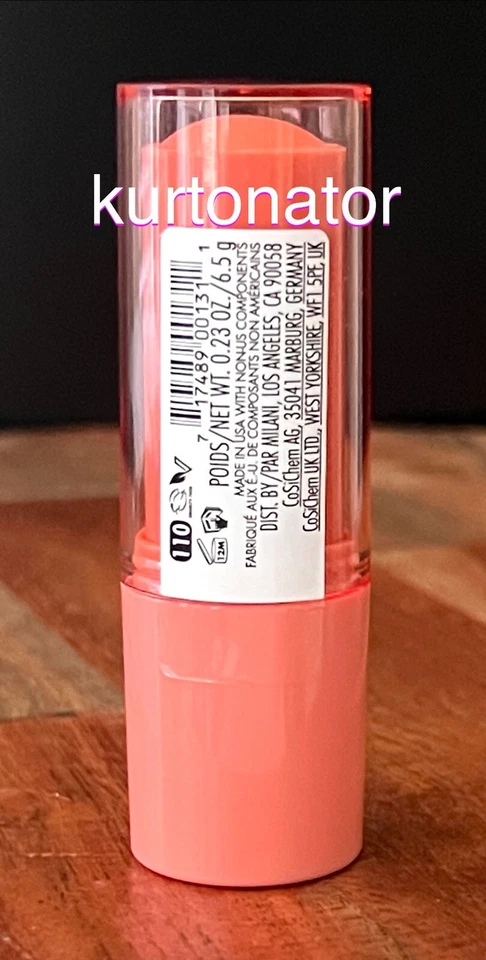 kurtonator
7 17489 00131 1
POIDS/NET WT. 0.23 OZ./6.5 g
MADE IN USA WITH NON-US COMPONENTS
FABRIQUÉ AUX É-U. DE COMPOSANTS NON AMÉRICAINS
DIST. BY/PAR MILANI, LOS ANGELES, CA 90058
CoSiChem AG, 35041 MARBURG, GERMANY
CoSiChem UK LTD., WEST YORKSHIRE, WF1 5PF, UK
110
12M